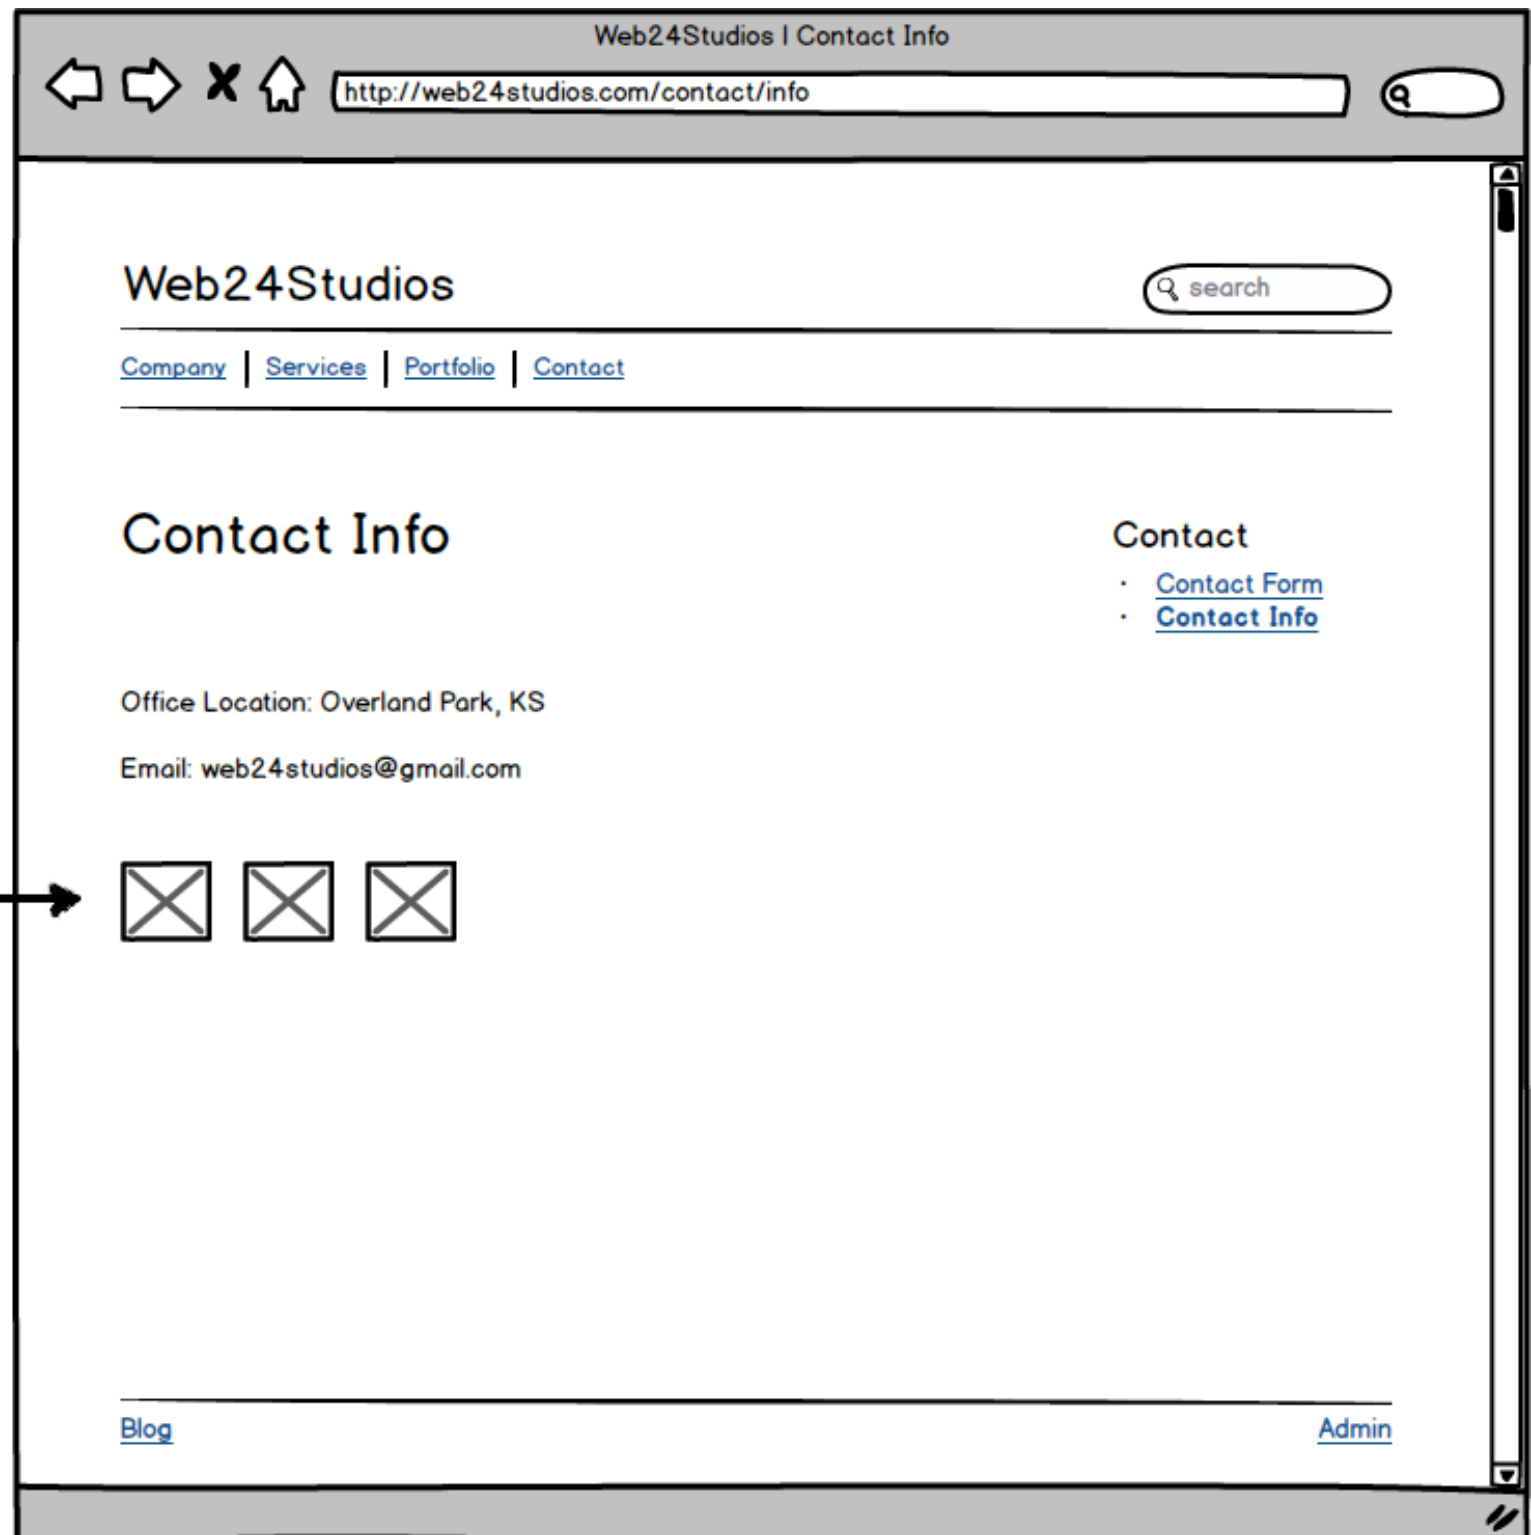 Web24Studios | Contact Info
http://web24studios.com/contact/info
Web24Studios
search
Company | Services | Portfolio | Contact
Contact Info
Contact
· Contact Form
· Contact Info
Office Location: Overland Park, KS
Email: web24studios@gmail.com
Blog
Admin